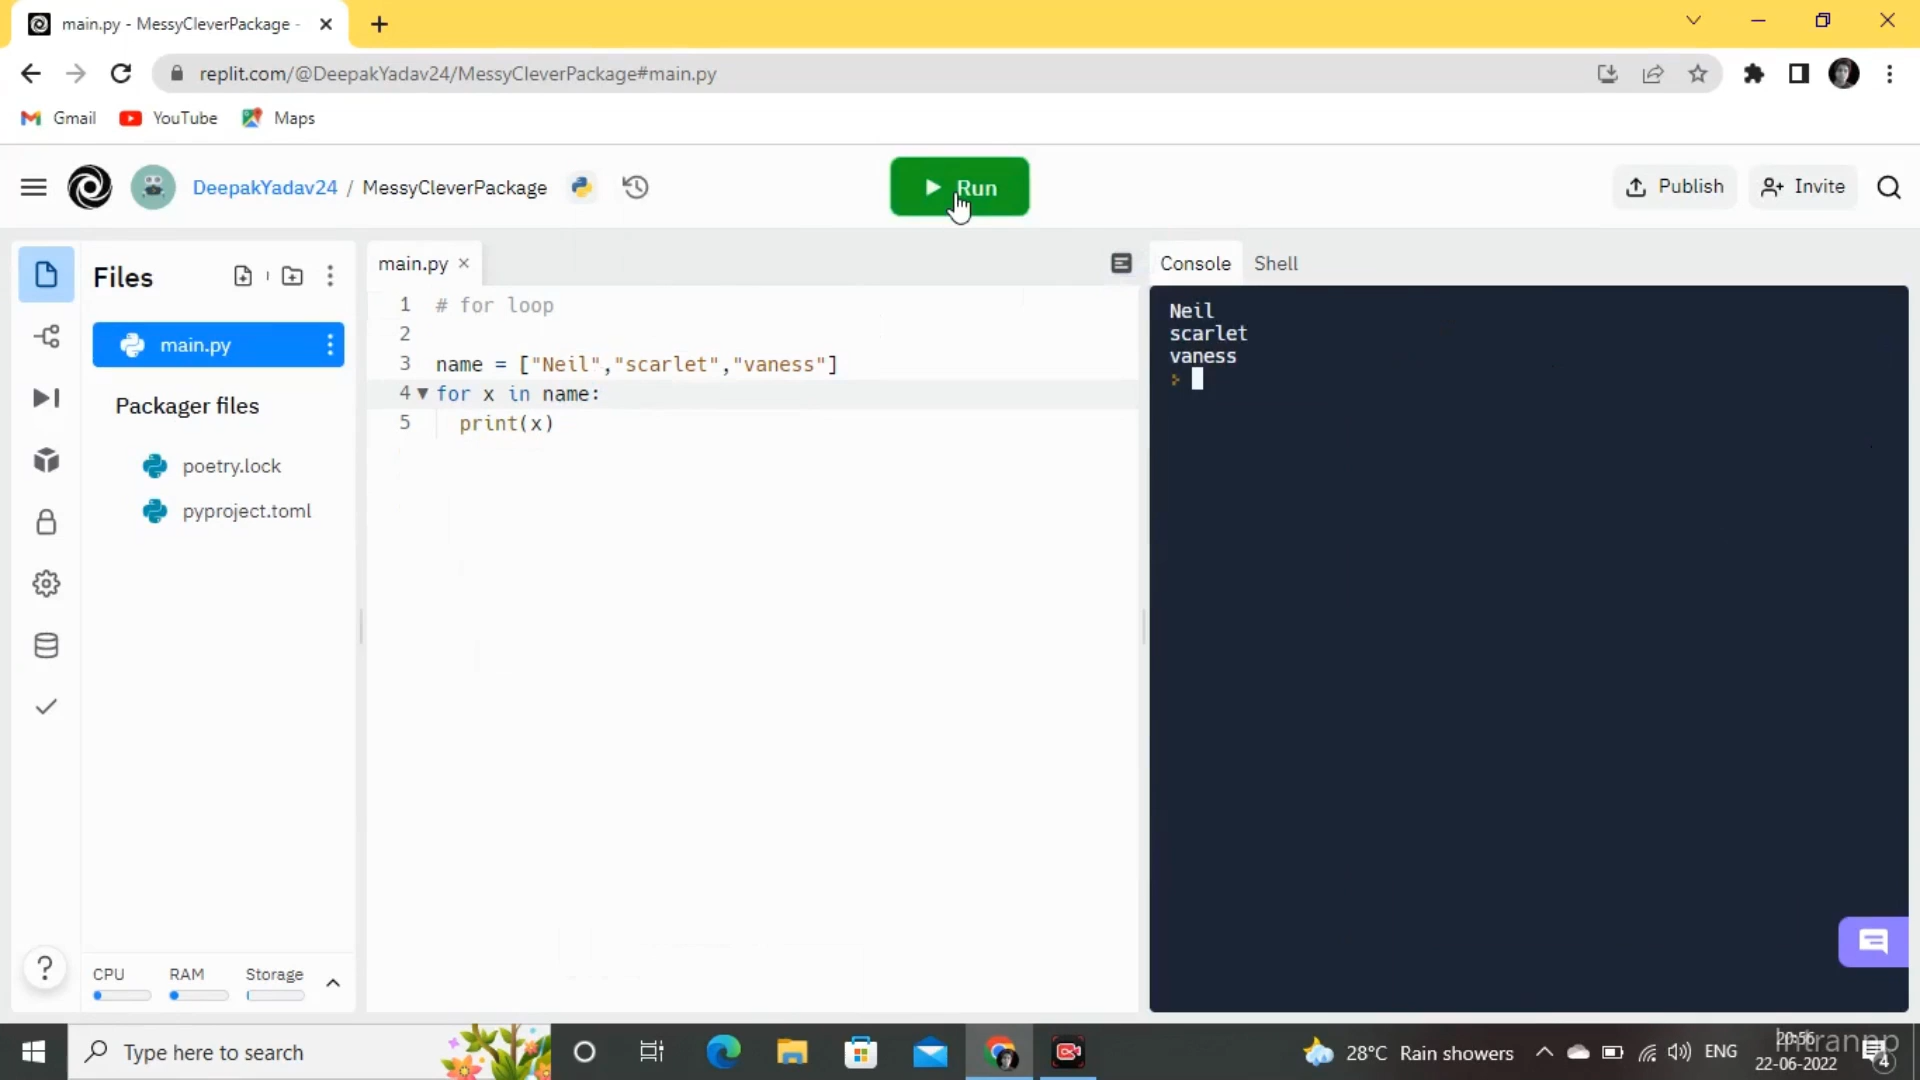 main.py - MessyCleverPackage -
replit.com/@DeepakYadav24/MessyCleverPackage#main.py
Gmail YouTube Maps
DeepakYadav24 / MessyCleverPackage Run Publish Invite
Files main.py Console Shell
1 # for loop
2
3 name = ["Neil","scarlet","vaness"]
4 for x in name:
5 print(x)
main.py
Packager files
poetry.lock
pyproject.toml
Neil
scarlet
vaness
?
CPU RAM Storage
Type here to search 28°C Rain showers ENG 20:56
22-06-2022 4